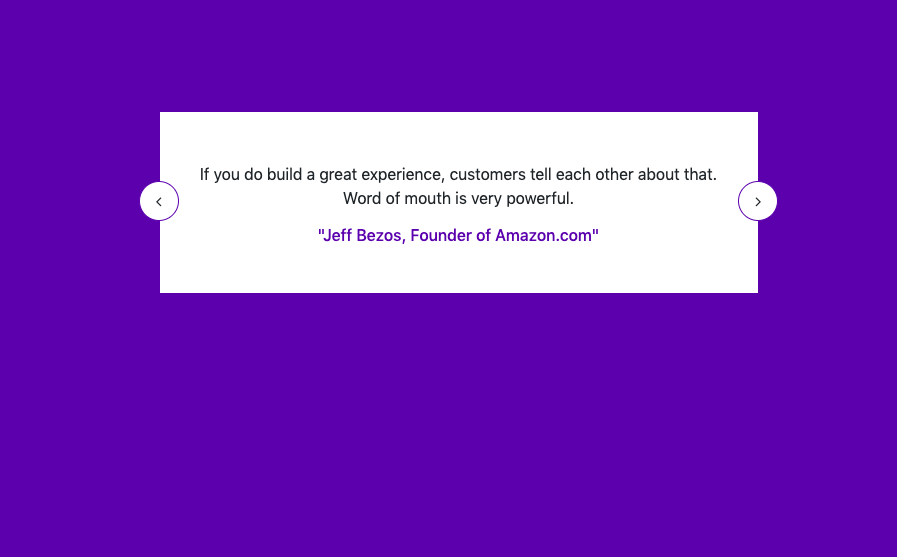 If you do build a great experience, customers tell each other about that.
Word of mouth is very powerful.
"Jeff Bezos, Founder of Amazon.com"